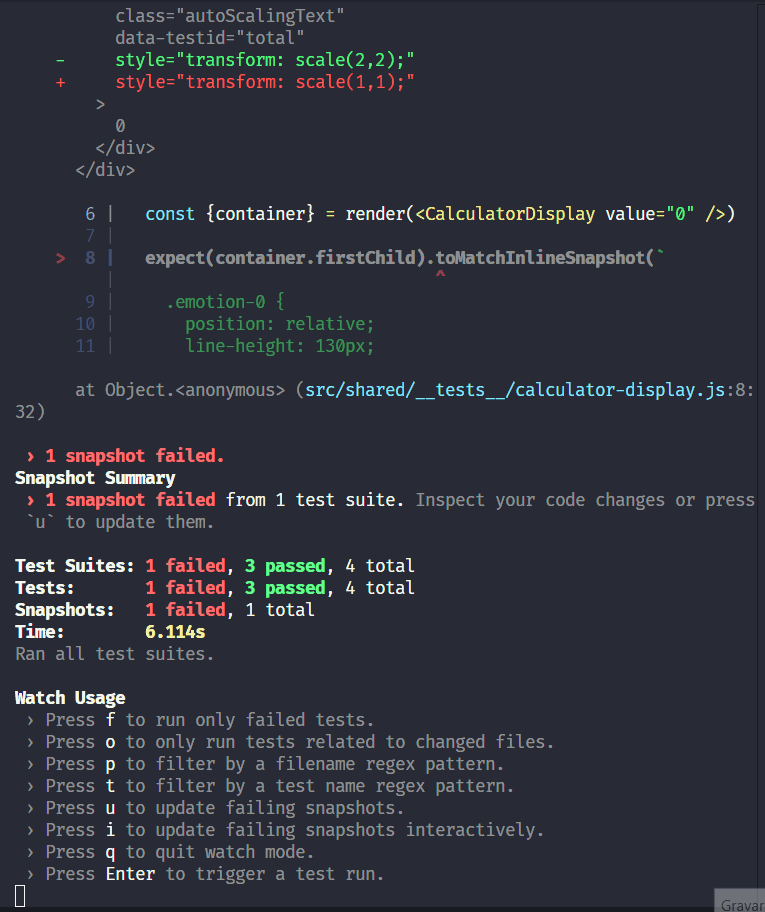 class="autoScalingText"
data-testid="total"
- style="transform: scale(2,2);"
+ style="transform: scale(1,1);"
>
0
</div>
</div>
6 | const {container} = render(<CalculatorDisplay value="0" />)
7 |
> 8 | expect(container.firstChild).toMatchInlineSnapshot(`
| ^
9 | .emotion-0 {
10 | position: relative;
11 | line-height: 130px;
at Object.<anonymous> (src/shared/__tests__/calculator-display.js:8:
32)
› 1 snapshot failed.
Snapshot Summary
› 1 snapshot failed from 1 test suite. Inspect your code changes or press
`u` to update them.
Test Suites: 1 failed, 3 passed, 4 total
Tests: 1 failed, 3 passed, 4 total
Snapshots: 1 failed, 1 total
Time: 6.114s
Ran all test suites.
Watch Usage
› Press f to run only failed tests.
› Press o to only run tests related to changed files.
› Press p to filter by a filename regex pattern.
› Press t to filter by a test name regex pattern.
› Press u to update failing snapshots.
› Press i to update failing snapshots interactively.
› Press q to quit watch mode.
› Press Enter to trigger a test run.